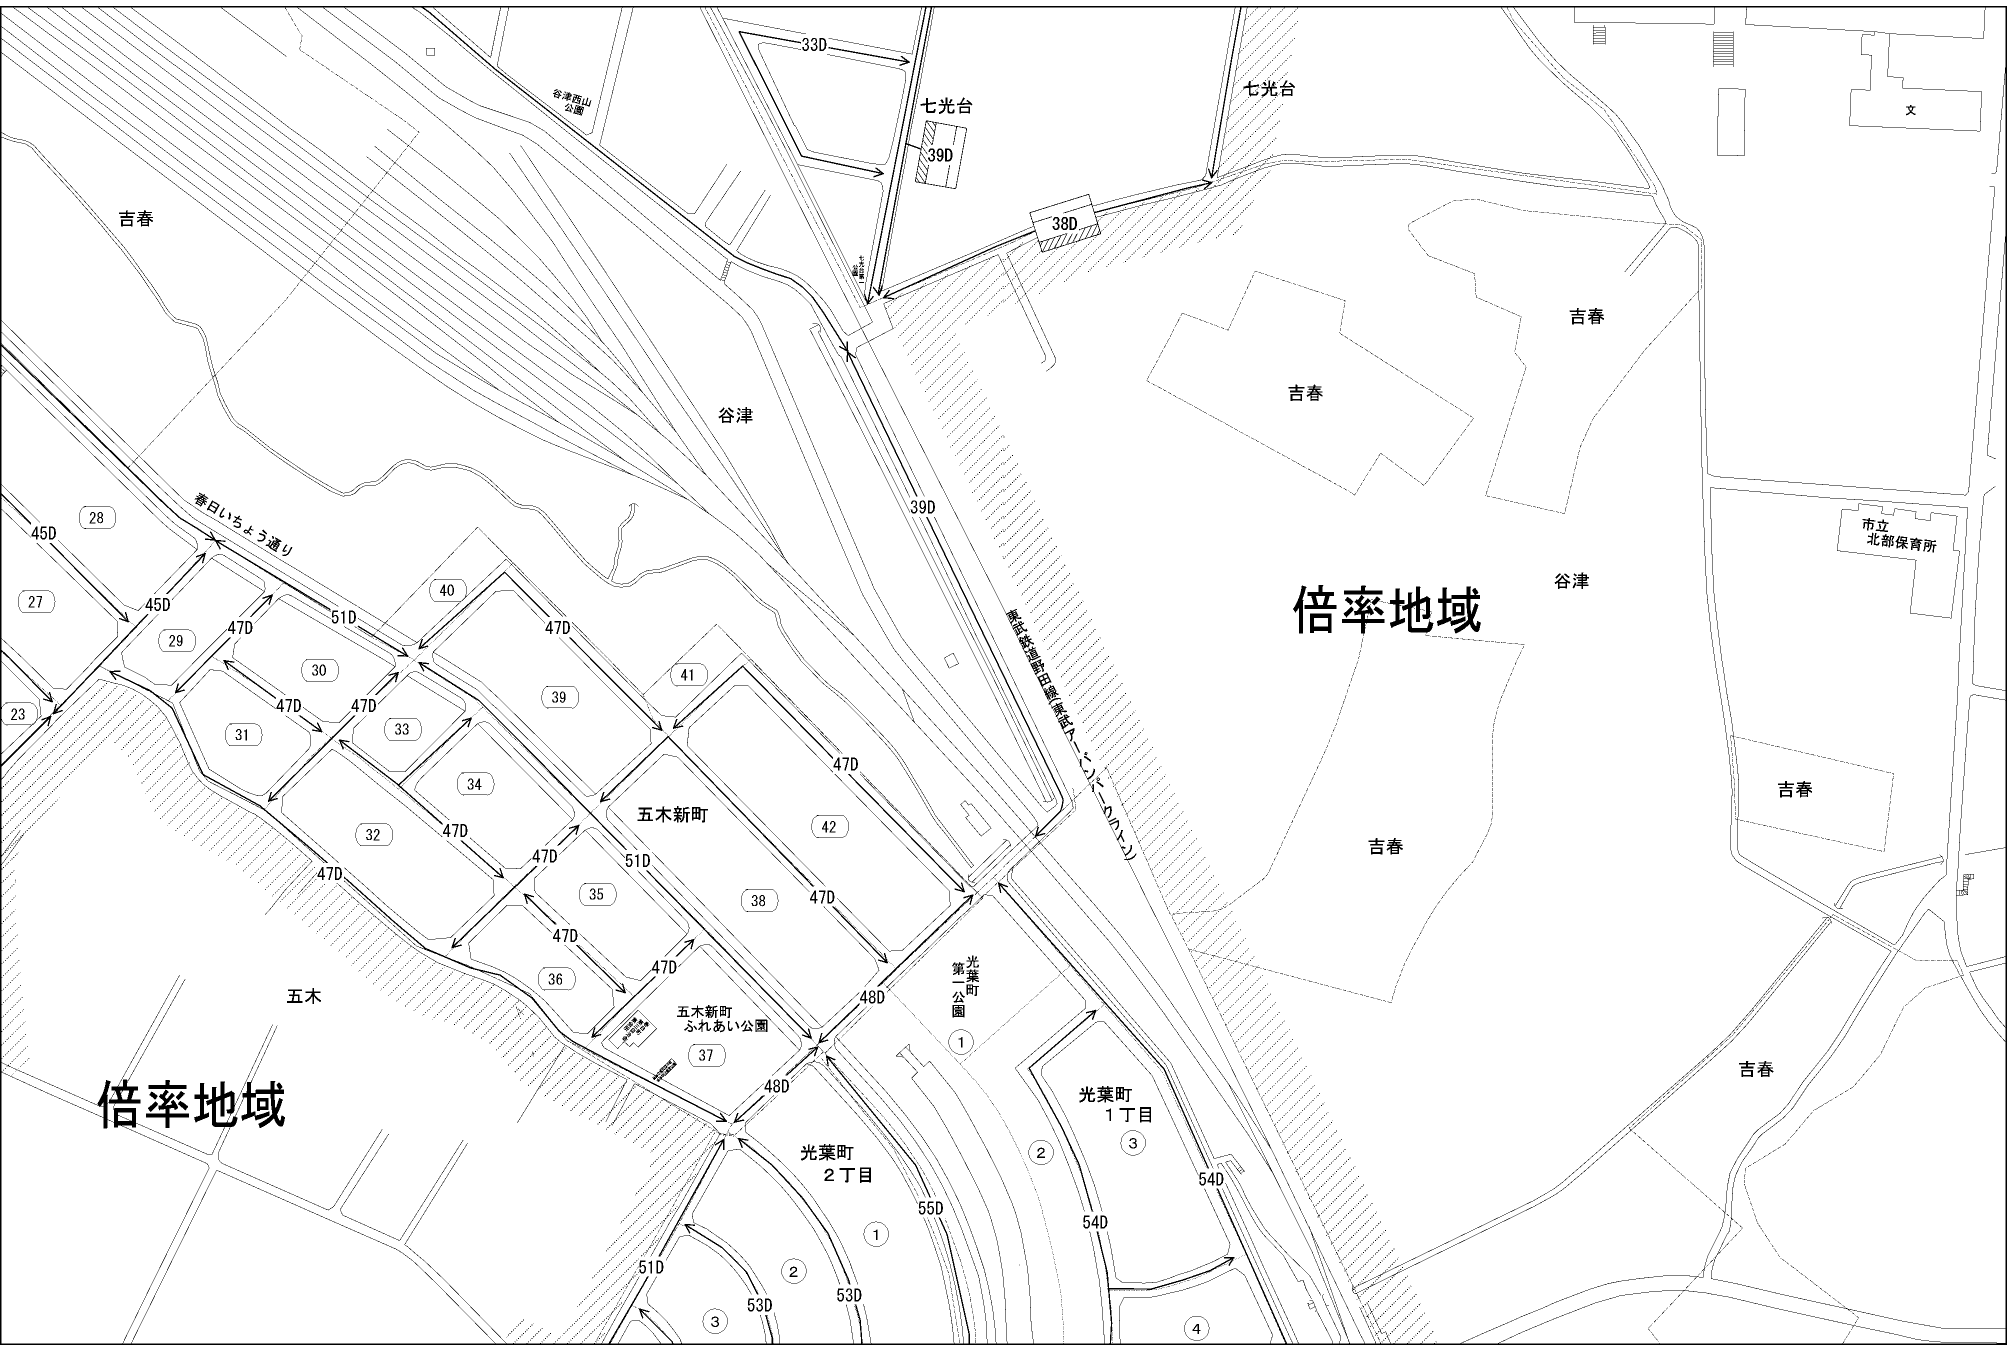 33D
谷津西山
公園
七光台
39D
七光台
文
吉春
38D
七光台第一
公園
吉春
吉春
谷津
春日いちょう通り
28
45D
39D
市立
北部保育所
谷津
倍率地域
東武鉄道野田線(東武アーバンパークライン)
27
45D
29
47D
51D
40
47D
30
39
41
23
47D
47D
31
33
34
47D
五木新町
42
吉春
吉春
32
47D
47D
47D
51D
35
38
47D
47D
36
47D
光葉町
第一公園
五木
48D
五木新町
ふれあい公園
37
1
吉春
48D
倍率地域
光葉町
1丁目
3
2
光葉町
2丁目
54D
55D
54D
1
51D
2
53D
53D
3
4